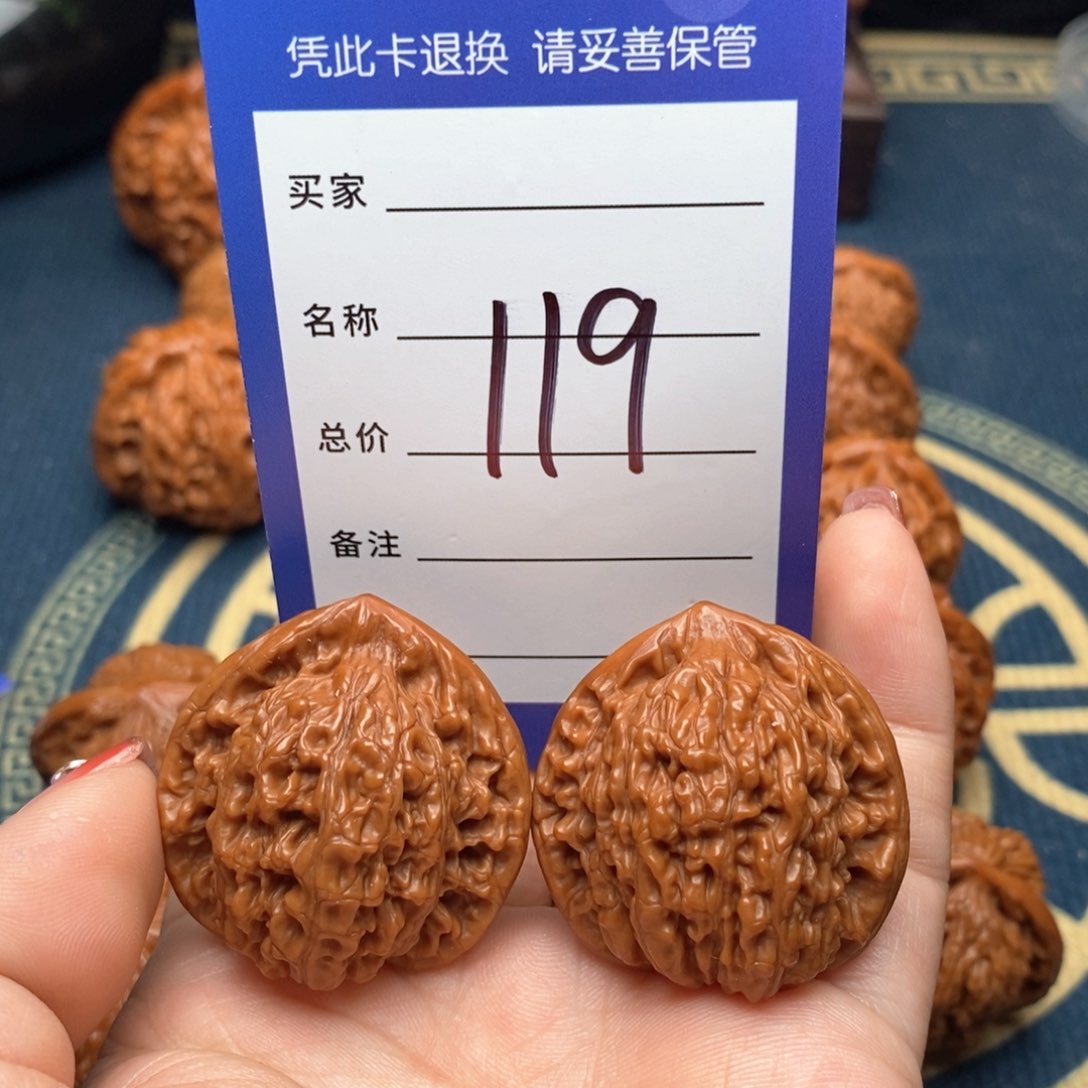 凭此卡退换 请妥善保管
买家
名称
119
总价
备注